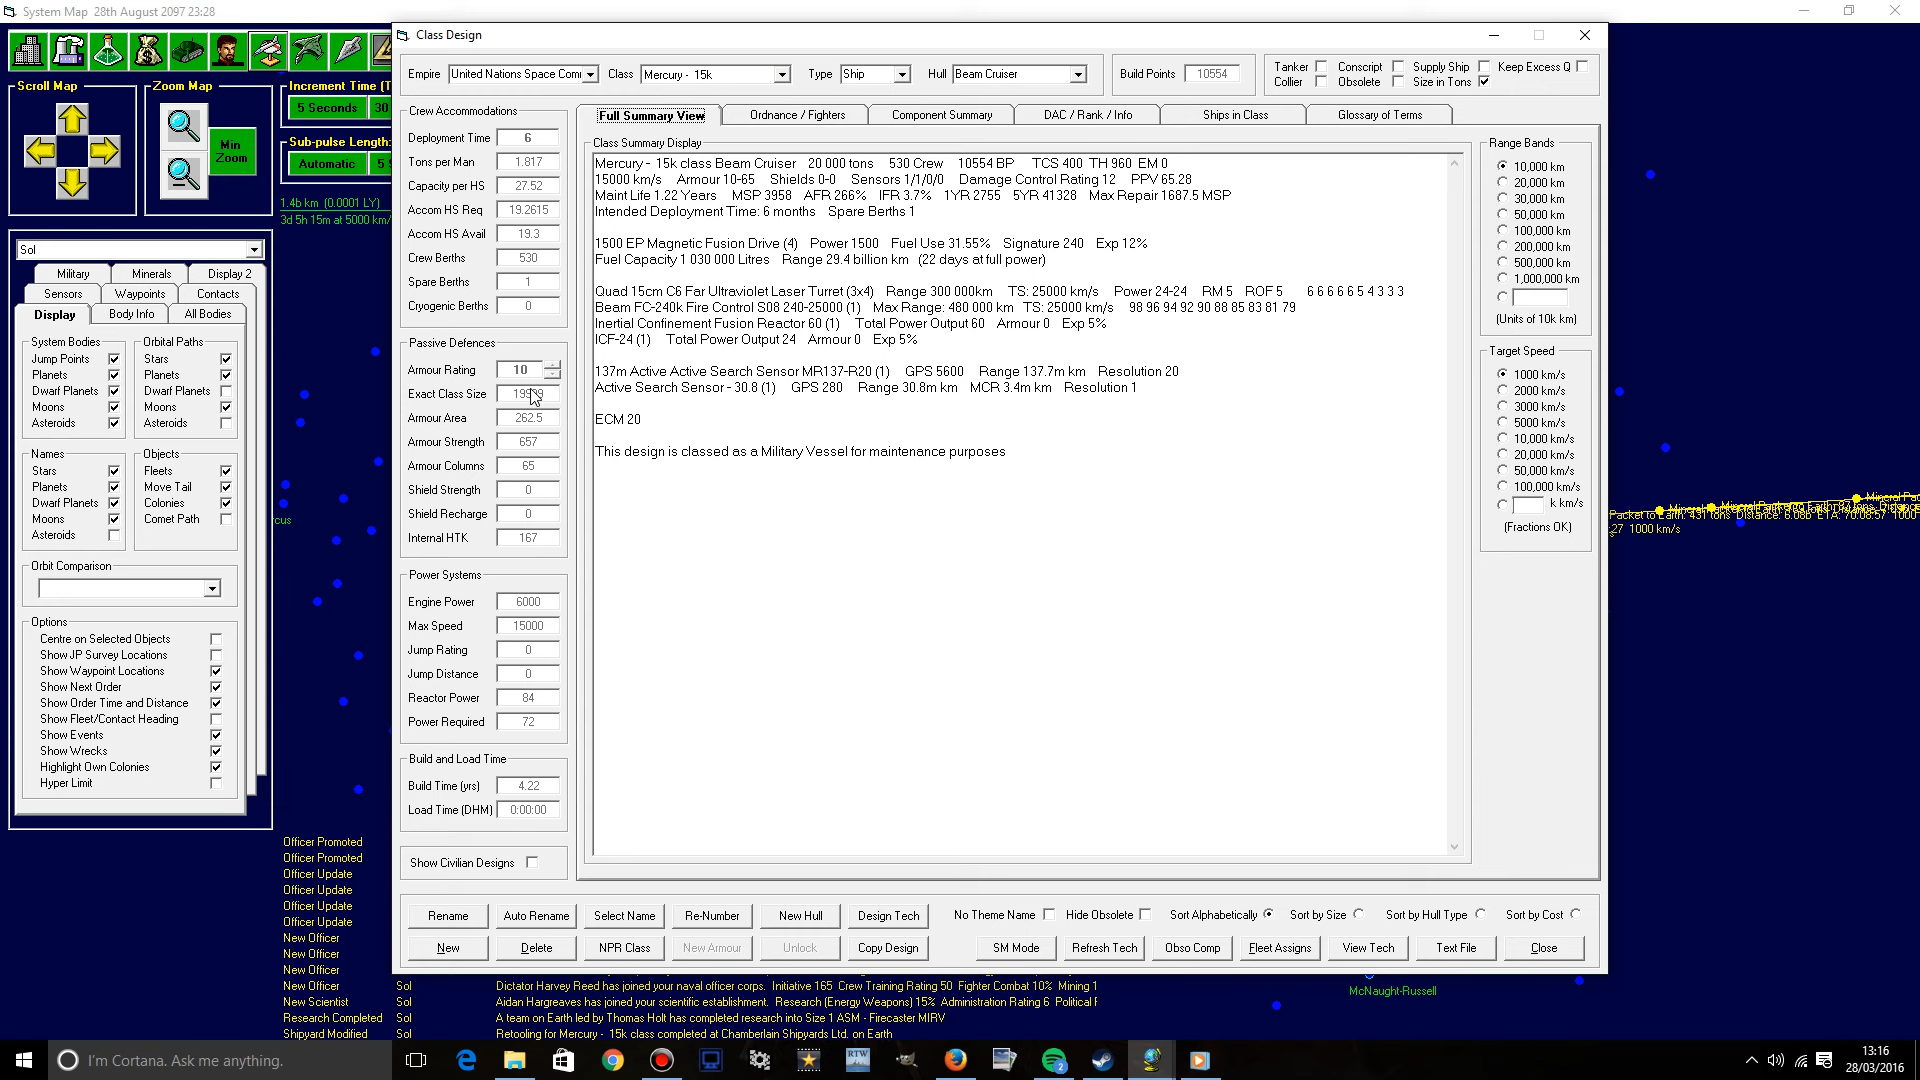 System Map 28th August 2097 23:28
Class Design
Empire United Nations Space Com Class Mercury - 15k Type Ship Hull Beam Cruiser Build Points 10554
Tanker Conscript Supply Ship Keep Excess Q
Collier Obsolete Size in Tons
Scroll Map
Zoom Map
Min Zoom
Increment Time (T
5 Seconds 30
Sub-pulse Length:
Automatic 5 S
1.4b km (0.0001 LY)
3d 5h 15m at 5000 km/
Sol
Military Minerals Display 2
Sensors Waypoints Contacts
Display Body Info All Bodies
System Bodies
Jump Points
Planets
Dwarf Planets
Moons
Asteroids
Orbital Paths
Stars
Planets
Dwarf Planets
Moons
Asteroids
Names
Stars
Planets
Dwarf Planets
Moons
Asteroids
Objects
Fleets
Move Tail
Colonies
Comet Path
Orbit Comparison
Options
Centre on Selected Objects
Show JP Survey Locations
Show Waypoint Locations
Show Next Order
Show Order Time and Distance
Show Fleet/Contact Heading
Show Events
Show Wrecks
Highlight Own Colonies
Hyper Limit
cus
Crew Accommodations
Deployment Time 6
Tons per Man 1.817
Capacity per HS 27.52
Accom HS Req 19.2615
Accom HS Avail 19.3
Crew Berths 530
Spare Berths 1
Cryogenic Berths 0
Passive Defences
Armour Rating 10
Exact Class Size
Armour Area 262.5
Armour Strength 657
Armour Columns 65
Shield Strength 0
Shield Recharge 0
Internal HTK 167
Power Systems
Engine Power 6000
Max Speed 15000
Jump Rating 0
Jump Distance 0
Reactor Power 84
Power Required 72
Build and Load Time
Build Time (yrs) 4.22
Load Time (DHM) 0:00:00
Show Civilian Designs
Full Summary View Ordnance / Fighters Component Summary DAC / Rank / Info Ships in Class Glossary of Terms
Class Summary Display
Mercury - 15k class Beam Cruiser 20 000 tons 530 Crew 10554 BP TCS 400 TH 960 EM 0
15000 km/s Armour 10-65 Shields 0-0 Sensors 1/1/0/0 Damage Control Rating 12 PPV 65.28
Maint Life 1.22 Years MSP 3958 AFR 266% IFR 3.7% 1YR 2755 5YR 41328 Max Repair 1687.5 MSP
Intended Deployment Time: 6 months Spare Berths 1
1500 EP Magnetic Fusion Drive (4) Power 1500 Fuel Use 31.55% Signature 240 Exp 12%
Fuel Capacity 1 030 000 Litres Range 29.4 billion km (22 days at full power)
Quad 15cm C6 Far Ultraviolet Laser Turret (3x4) Range 300 000km TS: 25000 km/s Power 24-24 RM 5 ROF 5 6 6 6 6 6 5 4 3 3 3
Beam FC-240k Fire Control S08 240-25000 (1) Max Range: 480 000 km TS: 25000 km/s 98 96 94 92 90 88 85 83 81 79
Inertial Confinement Fusion Reactor 60 (1) Total Power Output 60 Armour 0 Exp 5%
ICF-24 (1) Total Power Output 24 Armour 0 Exp 5%
137m Active Active Search Sensor MR137-R20 (1) GPS 5600 Range 137.7m km Resolution 20
Active Search Sensor - 30.8 (1) GPS 280 Range 30.8m km MCR 3.4m km Resolution 1
ECM 20
This design is classed as a Military Vessel for maintenance purposes
Range Bands
10,000 km
20,000 km
30,000 km
50,000 km
100,000 km
200,000 km
500,000 km
1,000,000 km
(Units of 10k km)
Target Speed
1000 km/s
2000 km/s
3000 km/s
5000 km/s
10,000 km/s
20,000 km/s
50,000 km/s
100,000 km/s
k km/s
(Fractions OK)
27 1000 km/s
Rename Auto Rename Select Name Re-Number New Hull Design Tech No Theme Name Hide Obsolete Sort Alphabetically Sort by Size Sort by Hull Type Sort by Cost
New Delete NPR Class New Armour Unlock Copy Design SM Mode Refresh Tech Obso Comp Fleet Assigns View Tech Text File Close
Officer Promoted
Officer Promoted
Officer Update
Officer Update
Officer Update
Officer Update
New Officer
New Officer
New Officer
New Officer Sol Dictator Harvey Reed has joined your naval officer corps. Initiative 165 Crew Training Rating 50 Fighter Combat 10% Mining 1
New Scientist Sol Aidan Hargreaves has joined your scientific establishment. Research (Energy Weapons) 15% Administration Rating 6 Political F
Research Completed Sol A team on Earth led by Thomas Holt has completed research into Size 1 ASM - Firecaster MIRV
Shipyard Modified Sol Retooling for Mercury - 15k class completed at Chamberlain Shipyards Ltd. on Earth
McNaught-Russell
I'm Cortana. Ask me anything.
RTW
2
13:16
28/03/2016